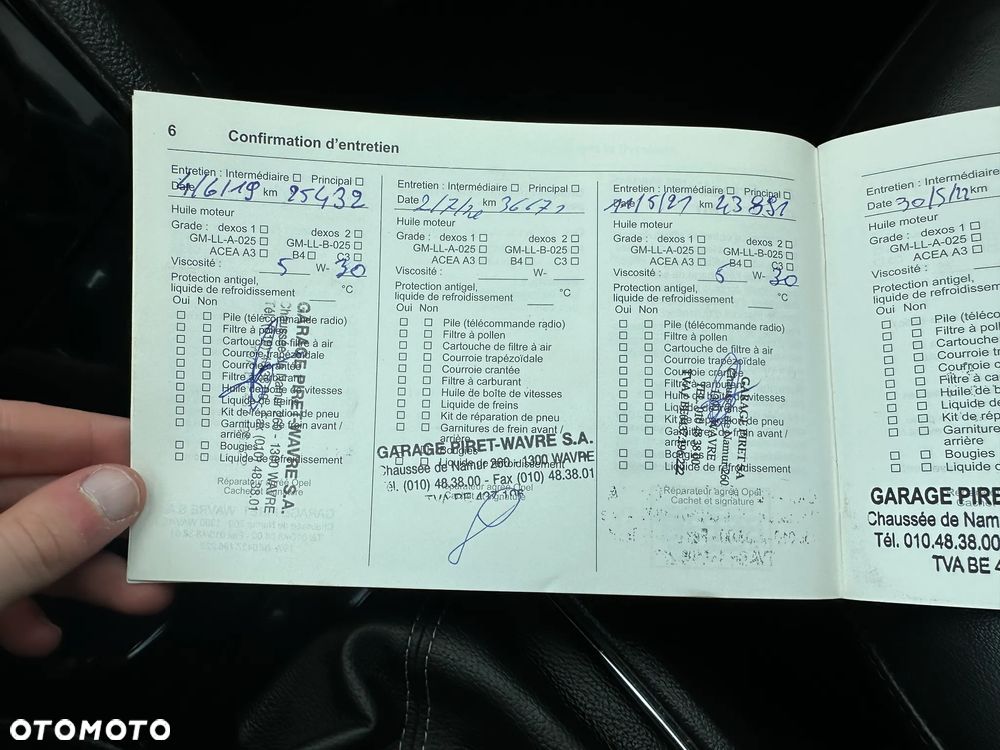 6 Confirmation d'entretien
Entretien : Intermédiaire □ Principal □
Date 4/6/19 km 25432
Huile moteur
Grade : dexos 1 □ dexos 2 □
GM-LL-A-025 □ GM-LL-B-025 □
ACEA A3 □ B4 □ C3 □
Viscosité : 5 W- 30
Protection antigel,
liquide de refroidissement °C
Oui Non
□ □ Pile (télécommande radio)
□ □ Filtre à pollen
□ □ Cartouche de filtre à air
□ □ Courroie trapézoïdale
□ □ Courroie crantée
□ □ Filtre à carburant
□ □ Huile de boîte de vitesses
□ □ Liquide de freins
□ □ Kit de réparation de pneu
□ □ Garnitures de frein avant /
arrière
□ □ Bougies
□ □ Liquide de refroidissement
Réparateur agréé Opel
Cachet et signature
GARAGE PIRET-WAVRE S.A.
1300 WAVRE
Entretien : Intermédiaire □ Principal □
Date 2/7/20 km 36671
Huile moteur
Grade : dexos 1 □ dexos 2 □
GM-LL-A-025 □ GM-LL-B-025 □
ACEA A3 □ B4 □ C3 □
Viscosité : W-
Protection antigel,
liquide de refroidissement °C
Oui Non
□ □ Pile (télécommande radio)
□ □ Filtre à pollen
□ □ Cartouche de filtre à air
□ □ Courroie trapézoïdale
□ □ Courroie crantée
□ □ Filtre à carburant
□ □ Huile de boîte de vitesses
□ □ Liquide de freins
□ □ Kit de réparation de pneu
□ □ Garnitures de frein avant /
arrière
□ □ Bougies
□ □ Liquide de refroidissement
GARAGE PIRET-WAVRE S.A.
Chaussée de Namur 260 - 1300 WAVRE
Tél. (010) 48.38.00 - Fax (010) 48.38.01
TVA BE
Entretien : Intermédiaire □ Principal □
Date 11/5/21 km
Huile moteur
Grade : dexos 1 □ dexos 2 □
GM-LL-A-025 □ GM-LL-B-025 □
ACEA A3 □ B4 □ C3 □
Viscosité : 5 W- 30
Protection antigel,
liquide de refroidissement °C
Oui Non
□ □ Pile (télécommande radio)
□ □ Filtre à pollen
□ □ Cartouche de filtre à air
□ □ Courroie trapézoïdale
□ □ Courroie crantée
□ □ Filtre à carburant
□ □ Huile de boîte de vitesses
□ □ Liquide de freins
□ □ Kit de réparation de pneu
□ □ Garnitures de frein avant /
arrière
□ □ Bougies
□ □ Liquide de refroidissement
Réparateur agréé Opel
Cachet et signature
GARAGE PIRET SA
Entretien : Intermédiaire
Date 30/5/22
Huile moteur
Grade : dexos 1 □
GM-LL-A-025 □
ACEA A3 □
Viscosité :
Protection antigel,
liquide de refroidissement
Oui Non
□ □ Pile (téléco
□ □ Filtre à po
□ □ Cartouche
□ □ Courroie t
□ □ Courroie c
□ □ Filtre à ca
□ □ Huile de b
□ □ Liquide de
□ □ Kit de rép
□ □ Garnitures
arrière
□ □ Bougies
□ □ Liquide d
GARAGE PIRE
Chaussée de Nam
Tél. 010.48.38.00
TVA BE 4
OTOMOTO